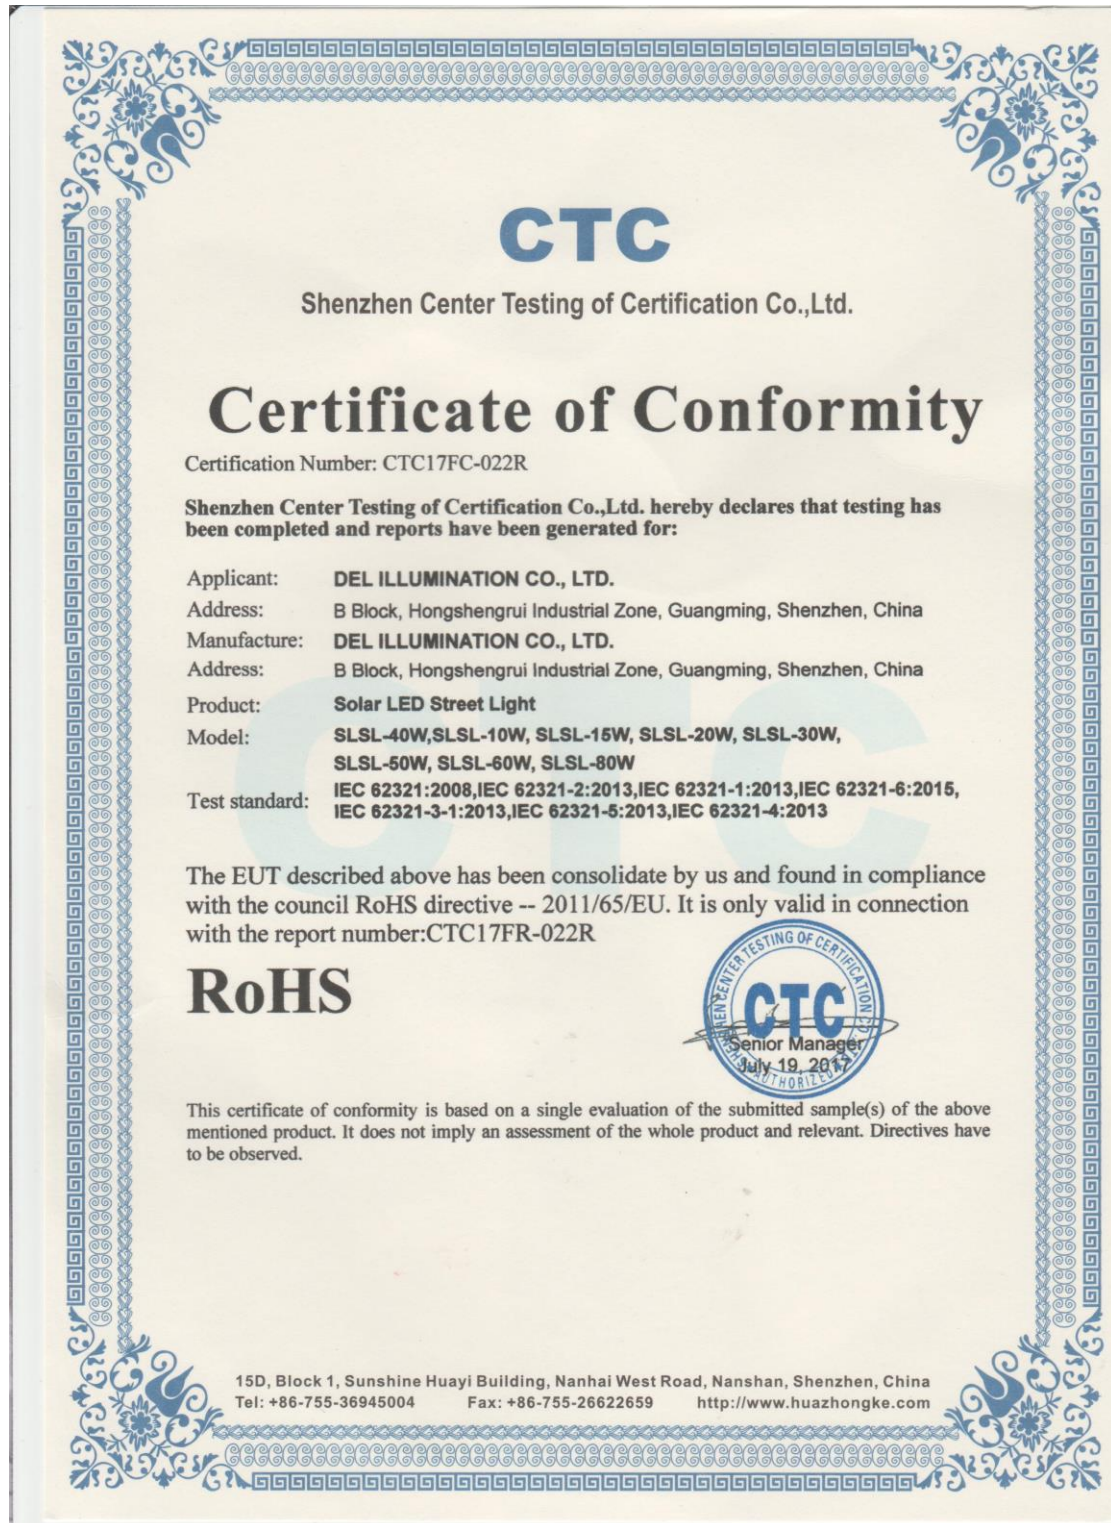 CTC
Shenzhen Center Testing of Certification Co.,Ltd.
Certificate of Conformity
Certification Number: CTC17FC-022R
Shenzhen Center Testing of Certification Co.,Ltd. hereby declares that testing has
been completed and reports have been generated for:
Applicant: DEL ILLUMINATION CO., LTD.
Address: B Block, Hongshengrui Industrial Zone, Guangming, Shenzhen, China
Manufacture: DEL ILLUMINATION CO., LTD.
Address: B Block, Hongshengrui Industrial Zone, Guangming, Shenzhen, China
Product: Solar LED Street Light
Model: SLSL-40W,SLSL-10W, SLSL-15W, SLSL-20W, SLSL-30W,
SLSL-50W, SLSL-60W, SLSL-80W
Test standard: IEC 62321:2008,IEC 62321-2:2013,IEC 62321-1:2013,IEC 62321-6:2015,
IEC 62321-3-1:2013,IEC 62321-5:2013,IEC 62321-4:2013
CTC
The EUT described above has been consolidate by us and found in compliance
with the council RoHS directive -- 2011/65/EU. It is only valid in connection
with the report number:CTC17FR-022R
RoHS
CENTER TESTING OF CERTIFICATION CO
CTC
Senior Manager
July 19, 2017
AUTHORIZED
This certificate of conformity is based on a single evaluation of the submitted sample(s) of the above
mentioned product. It does not imply an assessment of the whole product and relevant. Directives have
to be observed.
15D, Block 1, Sunshine Huayi Building, Nanhai West Road, Nanshan, Shenzhen, China
Tel: +86-755-36945004 Fax: +86-755-26622659 http://www.huazhongke.com